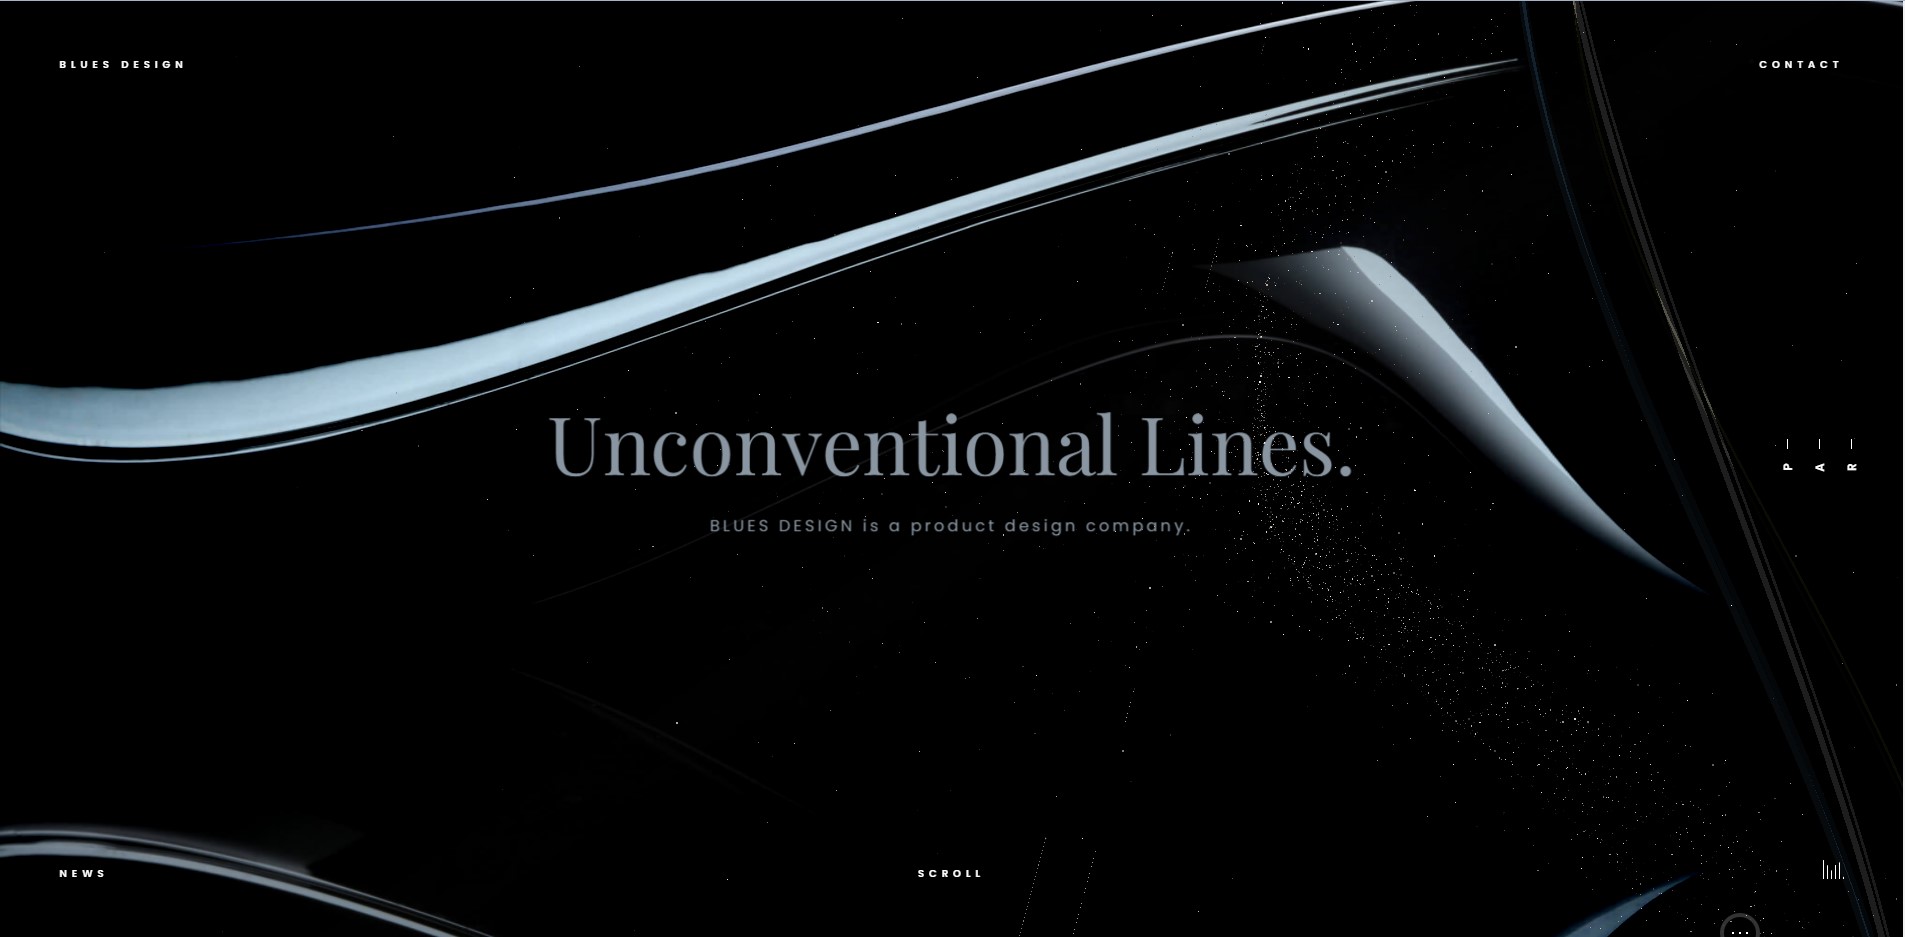 BLUES DESIGN
CONTACT
Unconventional Lines.
BLUES DESIGN is a product design company.
P
A
R
NEWS
SCROLL